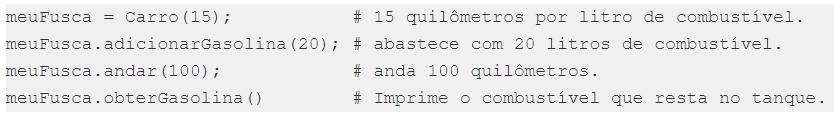 meuFusca = Carro(15);            # 15 quilômetros por litro de combustível.
meuFusca.adicionarGasolina(20); # abastece com 20 litros de combustível.
meuFusca.andar(100);             # anda 100 quilômetros.
meuFusca.obterGasolina()         # Imprime o combustível que resta no tanque.